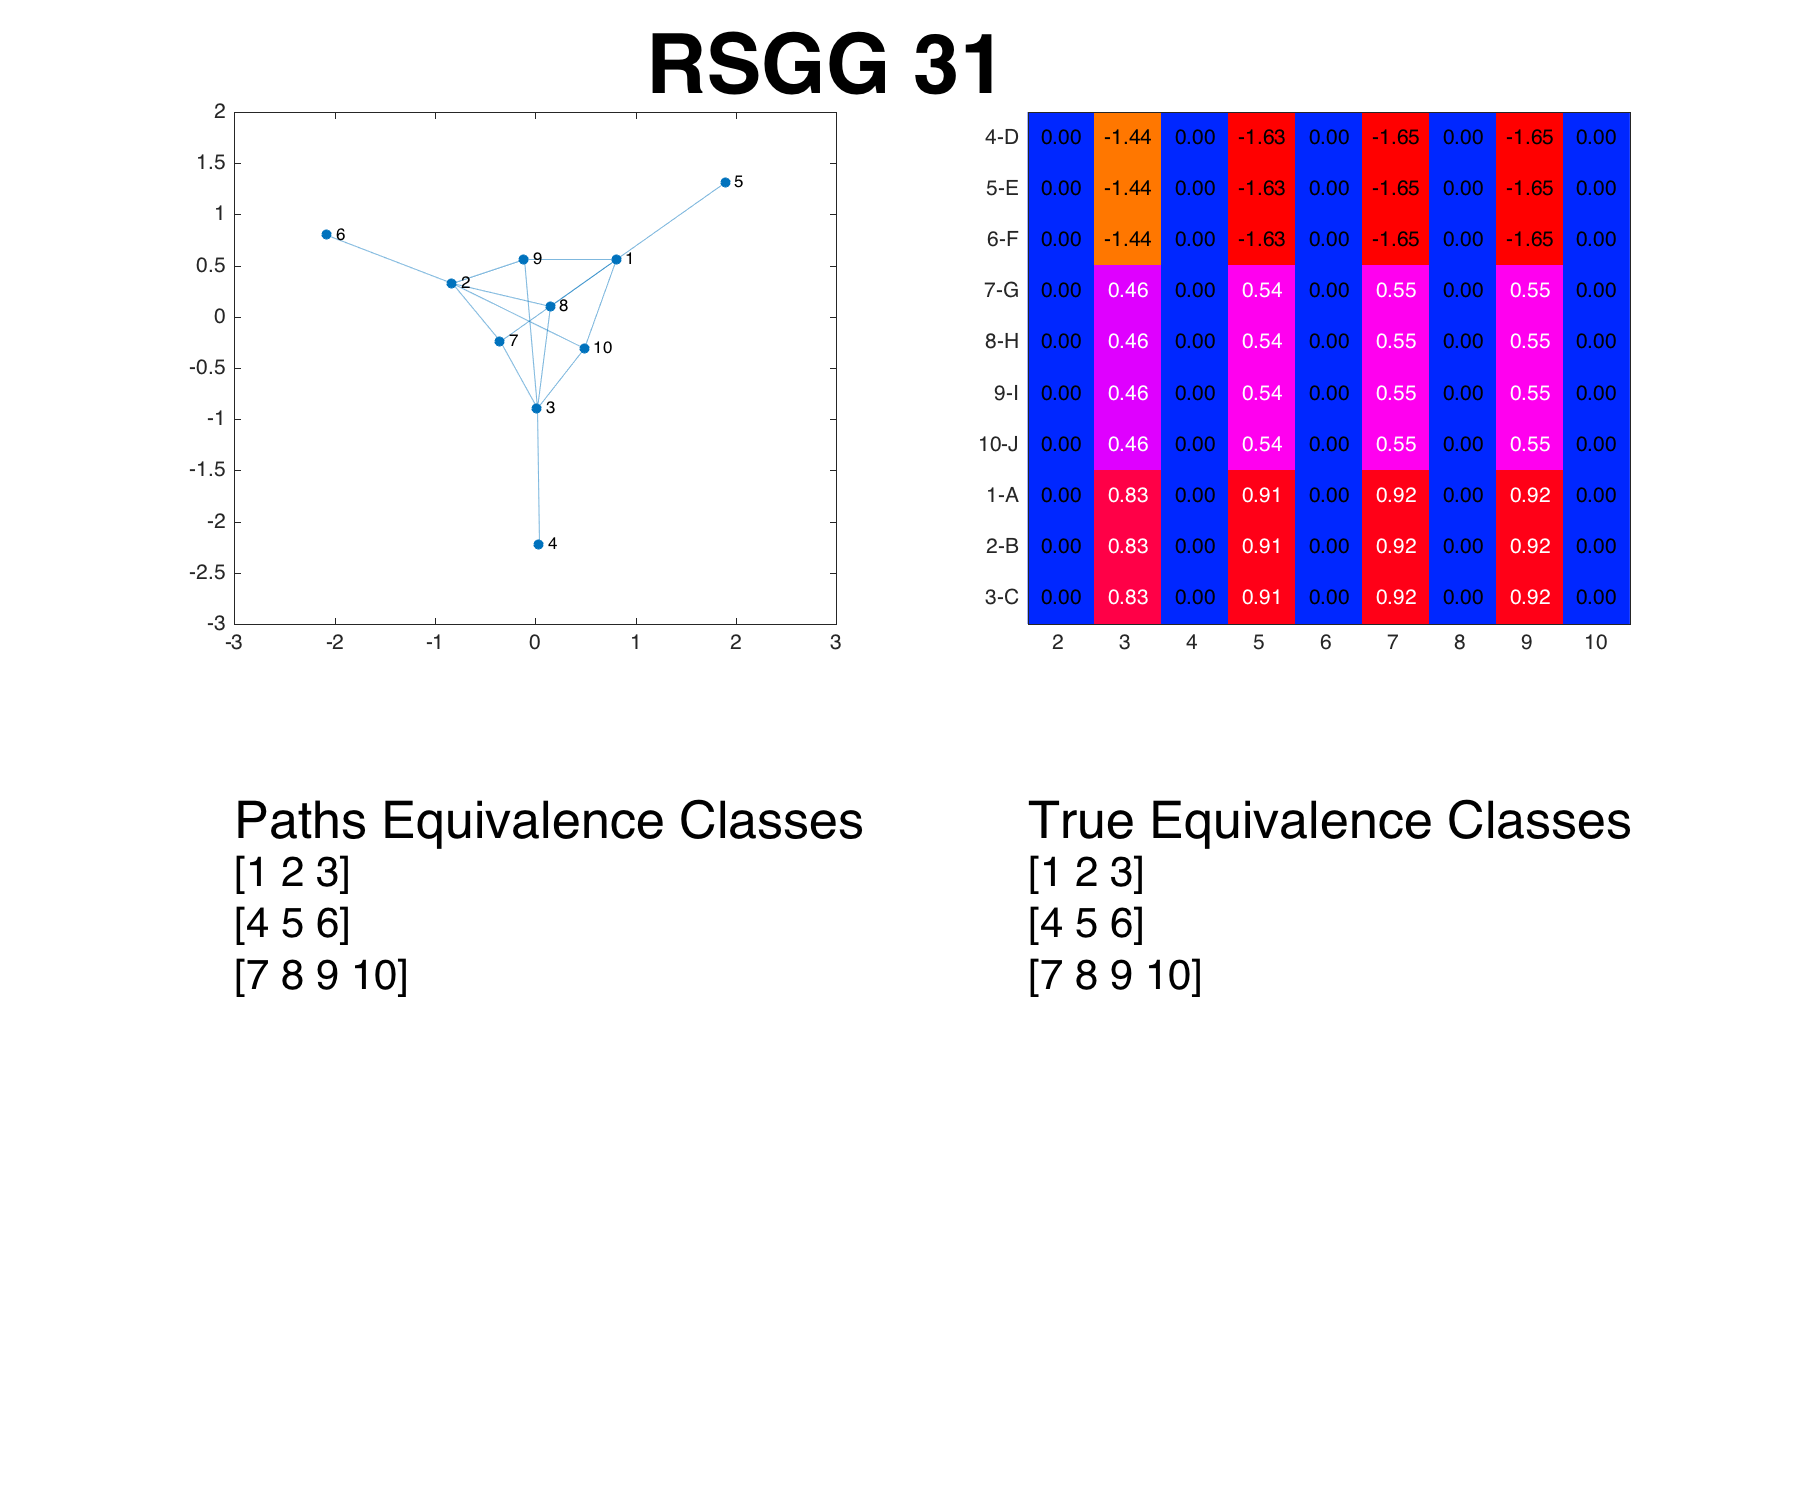 RSGG 31
2
1.5
1
0.5
0
-0.5
-1
-1.5
-2
-2.5
-3
-3 -2 -1 0 1 2 3
5
6
9
1
2
8
7
10
3
4
4-D 0.00 -1.44 0.00 -1.63 0.00 -1.65 0.00 -1.65 0.00
5-E 0.00 -1.44 0.00 -1.63 0.00 -1.65 0.00 -1.65 0.00
6-F 0.00 -1.44 0.00 -1.63 0.00 -1.65 0.00 -1.65 0.00
7-G 0.00 0.46 0.00 0.54 0.00 0.55 0.00 0.55 0.00
8-H 0.00 0.46 0.00 0.54 0.00 0.55 0.00 0.55 0.00
9-I 0.00 0.46 0.00 0.54 0.00 0.55 0.00 0.55 0.00
10-J 0.00 0.46 0.00 0.54 0.00 0.55 0.00 0.55 0.00
1-A 0.00 0.83 0.00 0.91 0.00 0.92 0.00 0.92 0.00
2-B 0.00 0.83 0.00 0.91 0.00 0.92 0.00 0.92 0.00
3-C 0.00 0.83 0.00 0.91 0.00 0.92 0.00 0.92 0.00
2 3 4 5 6 7 8 9 10
Paths Equivalence Classes
[1 2 3]
[4 5 6]
[7 8 9 10]
True Equivalence Classes
[1 2 3]
[4 5 6]
[7 8 9 10]